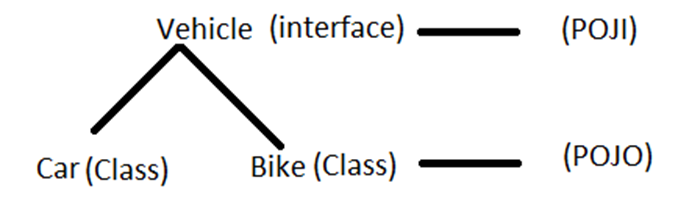 Vehicle (interface) (POJI)
Car (Class) Bike (Class) (POJO)